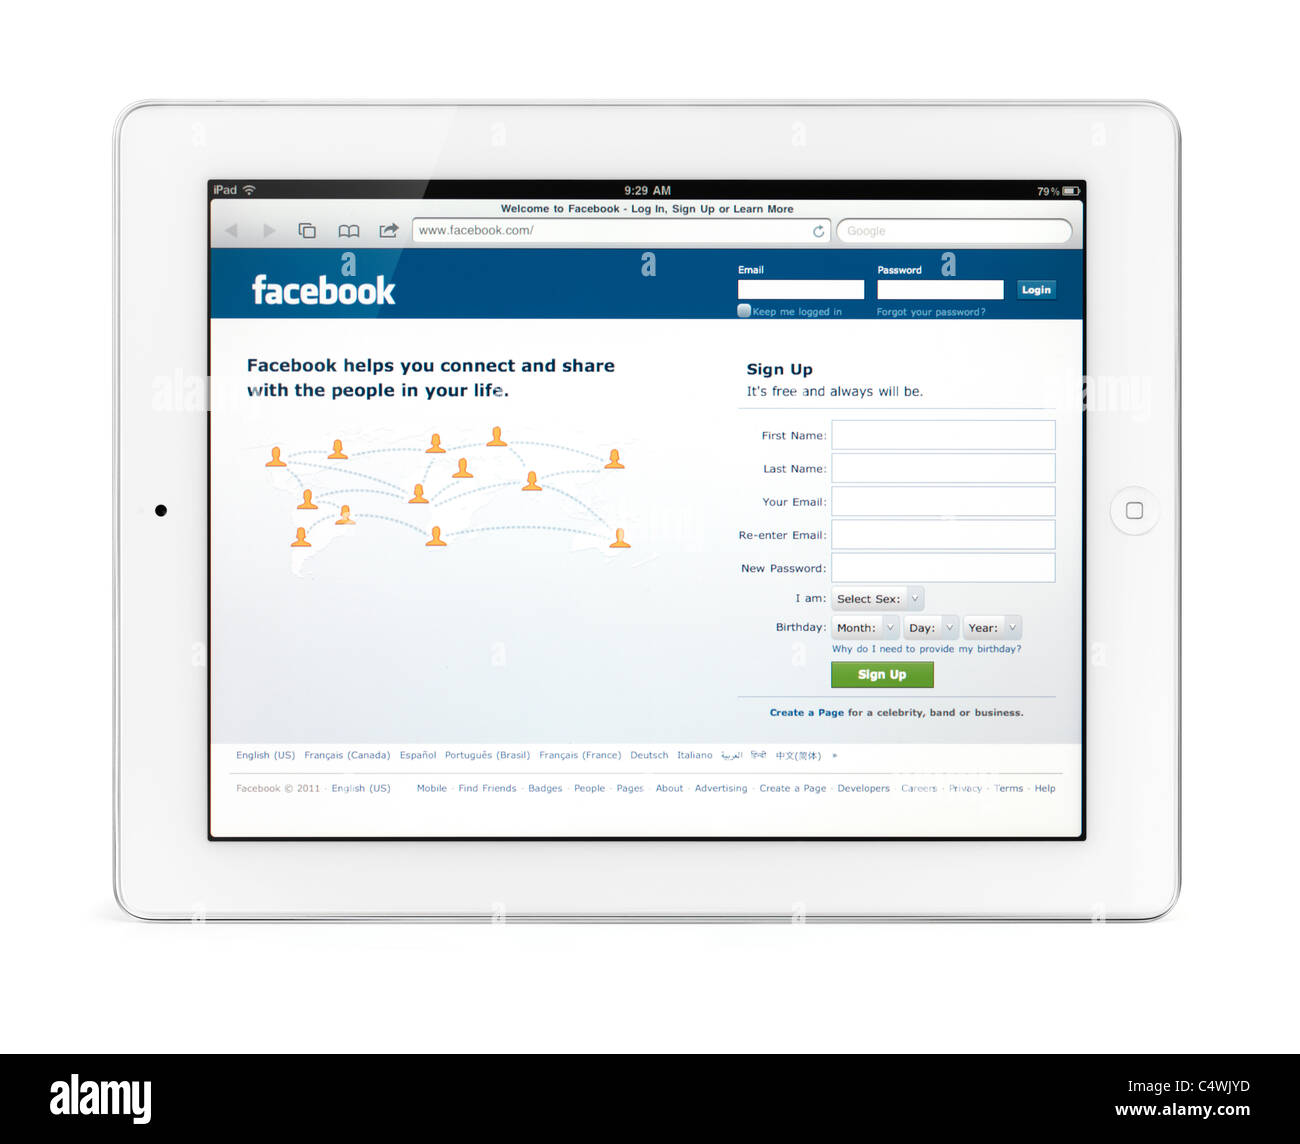 iPad 9:29 AM 79%
Welcome to Facebook - Log In, Sign Up or Learn More
www.facebook.com/ Google
facebook
Email Password
Login
Keep me logged in Forgot your password?
Facebook helps you connect and share
with the people in your life.
Sign Up
It's free and always will be.
First Name:
Last Name:
Your Email:
Re-enter Email:
New Password:
I am: Select Sex:
Birthday: Month: Day: Year:
Why do I need to provide my birthday?
Sign Up
Create a Page for a celebrity, band or business.
English (US) Français (Canada) Español Português (Brasil) Français (France) Deutsch Italiano العربية हिन्दी 中文(简体) »
Facebook © 2011 · English (US) Mobile · Find Friends · Badges · People · Pages · About · Advertising · Create a Page · Developers · Careers · Privacy · Terms · Help
a a a a
a a a
alamy alamy
alamy
a a a a
a a a a
alamy
Image ID: C4WJYD
www.alamy.com